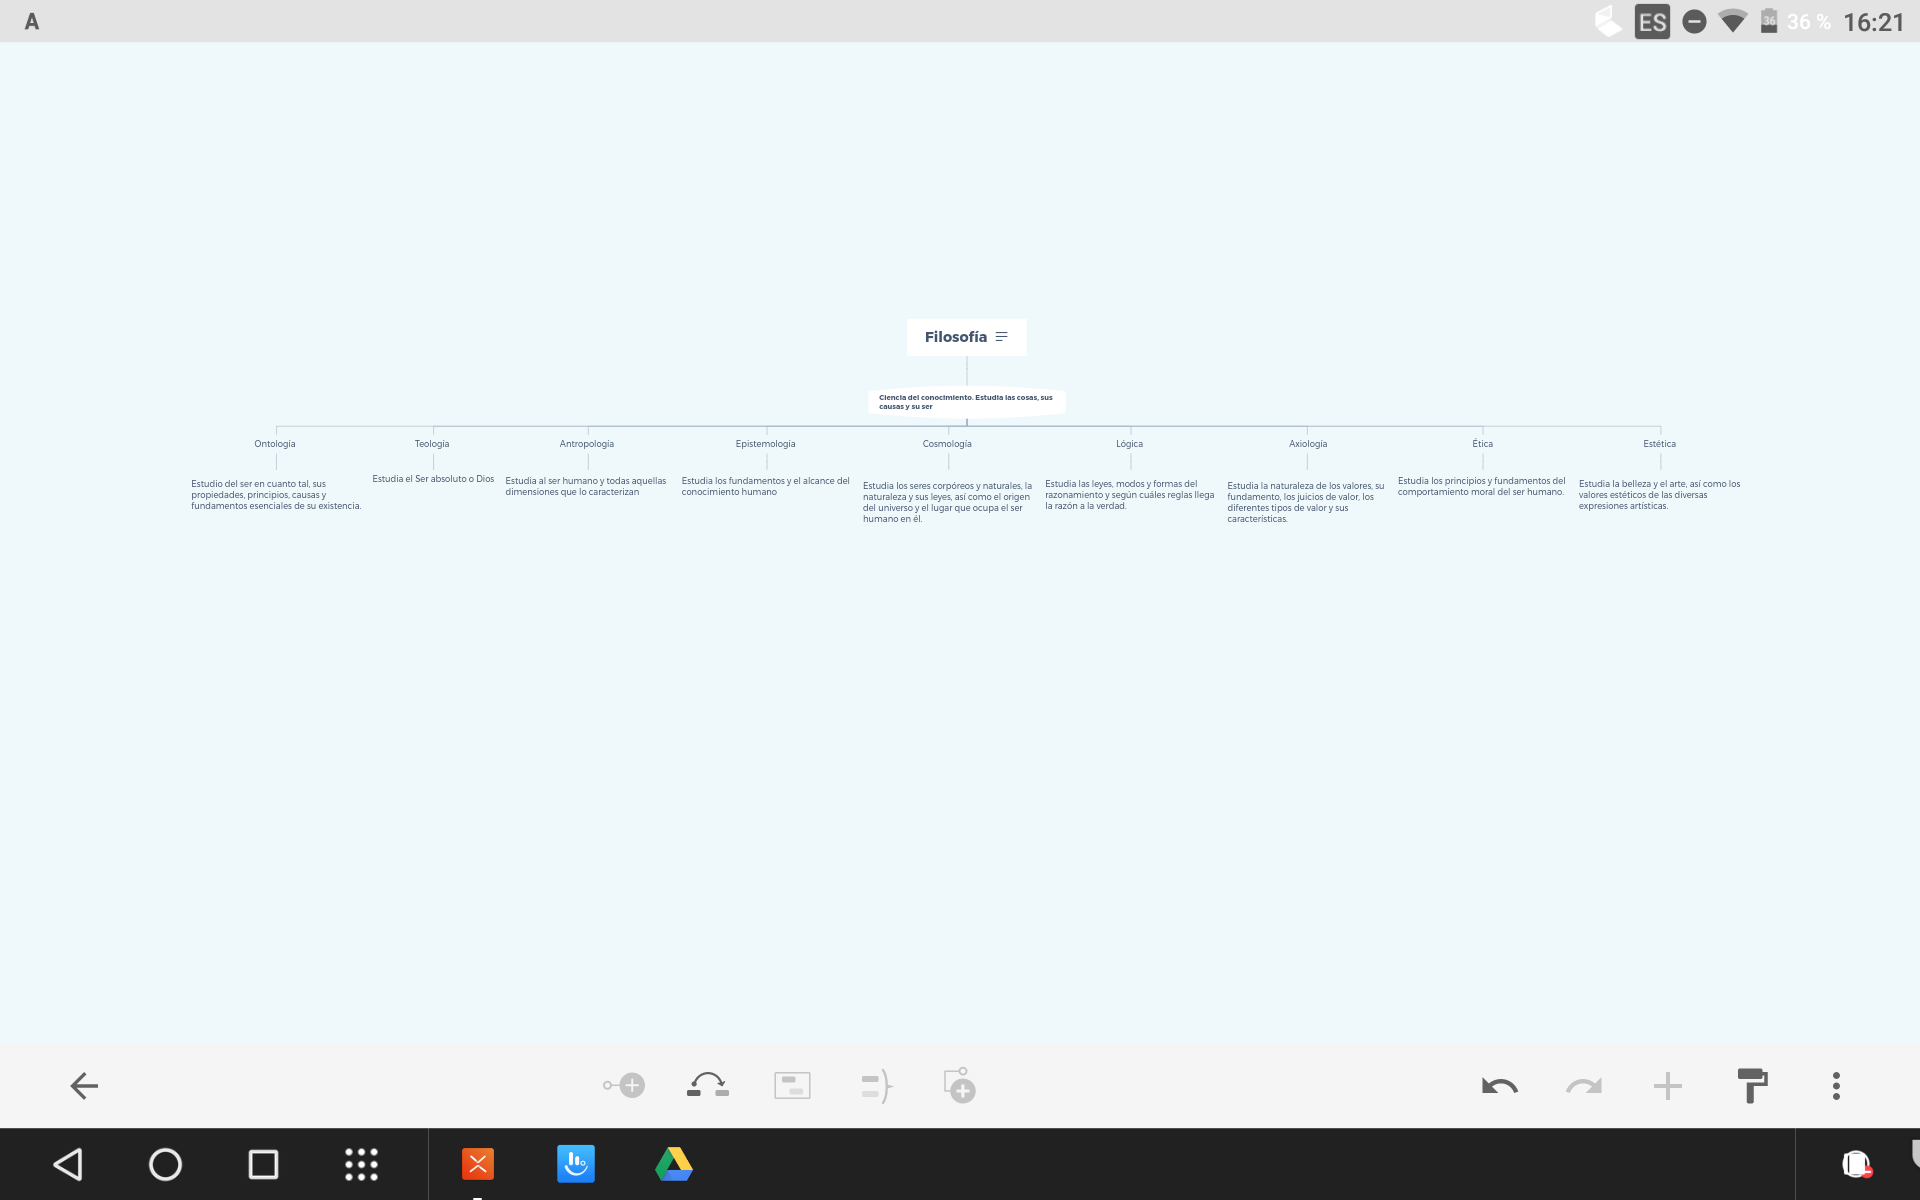 A
ES
36
36 %
16:21
Filosofía
Ciencia del conocimiento. Estudia las cosas, sus
causas y su ser
Ontología
Teología
Antropología
Epistemología
Cosmología
Lógica
Axiología
Ética
Estética
Estudio del ser en cuanto tal, sus
propiedades, principios, causas y
fundamentos esenciales de su existencia.
Estudia el Ser absoluto o Dios
Estudia al ser humano y todas aquellas
dimensiones que lo caracterizan
Estudia los fundamentos y el alcance del
conocimiento humano
Estudia los seres corpóreos y naturales, la
naturaleza y sus leyes, así como el origen
del universo y el lugar que ocupa el ser
humano en él.
Estudia las leyes, modos y formas del
razonamiento y según cuáles reglas llega
la razón a la verdad.
Estudia la naturaleza de los valores, su
fundamento, los juicios de valor, los
diferentes tipos de valor y sus
características.
Estudia los principios y fundamentos del
comportamiento moral del ser humano.
Estudia la belleza y el arte, así como los
valores estéticos de las diversas
expresiones artísticas.